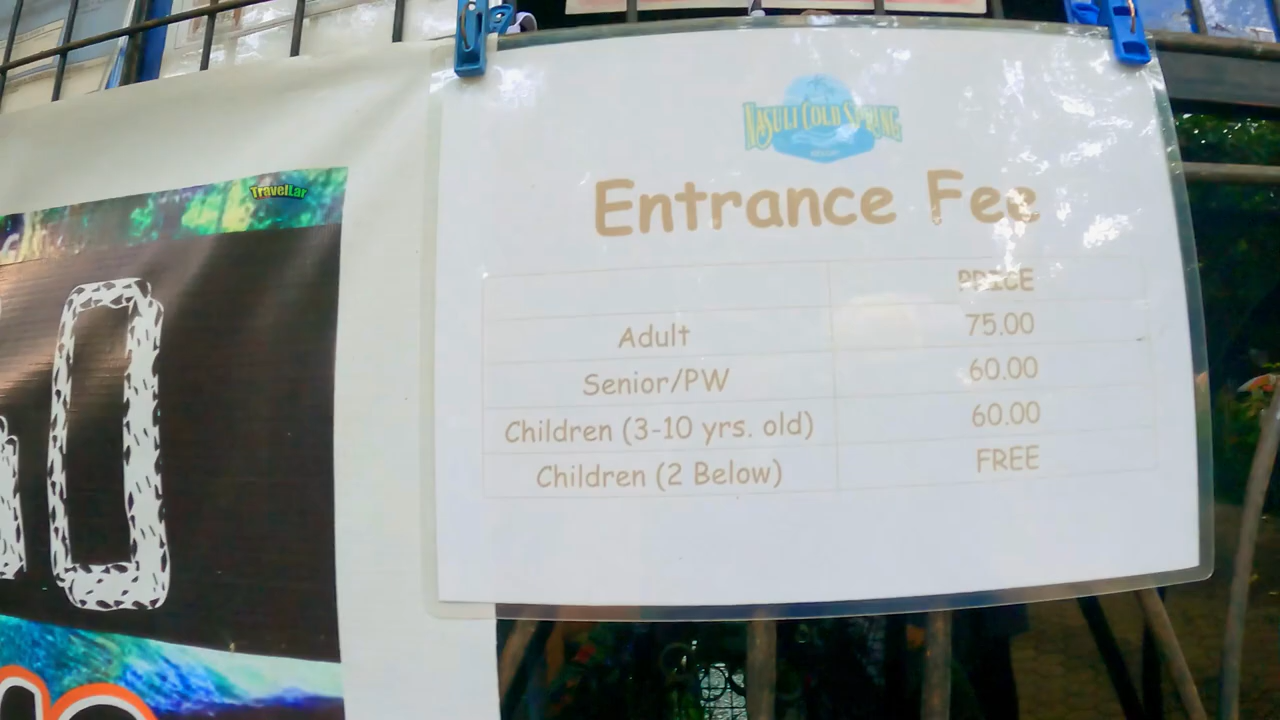 TravelLar
NASULI COLD SPRING
Entrance Fee
PRICE
Adult 75.00
Senior/PW 60.00
Children (3-10 yrs. old) 60.00
Children (2 Below) FREE